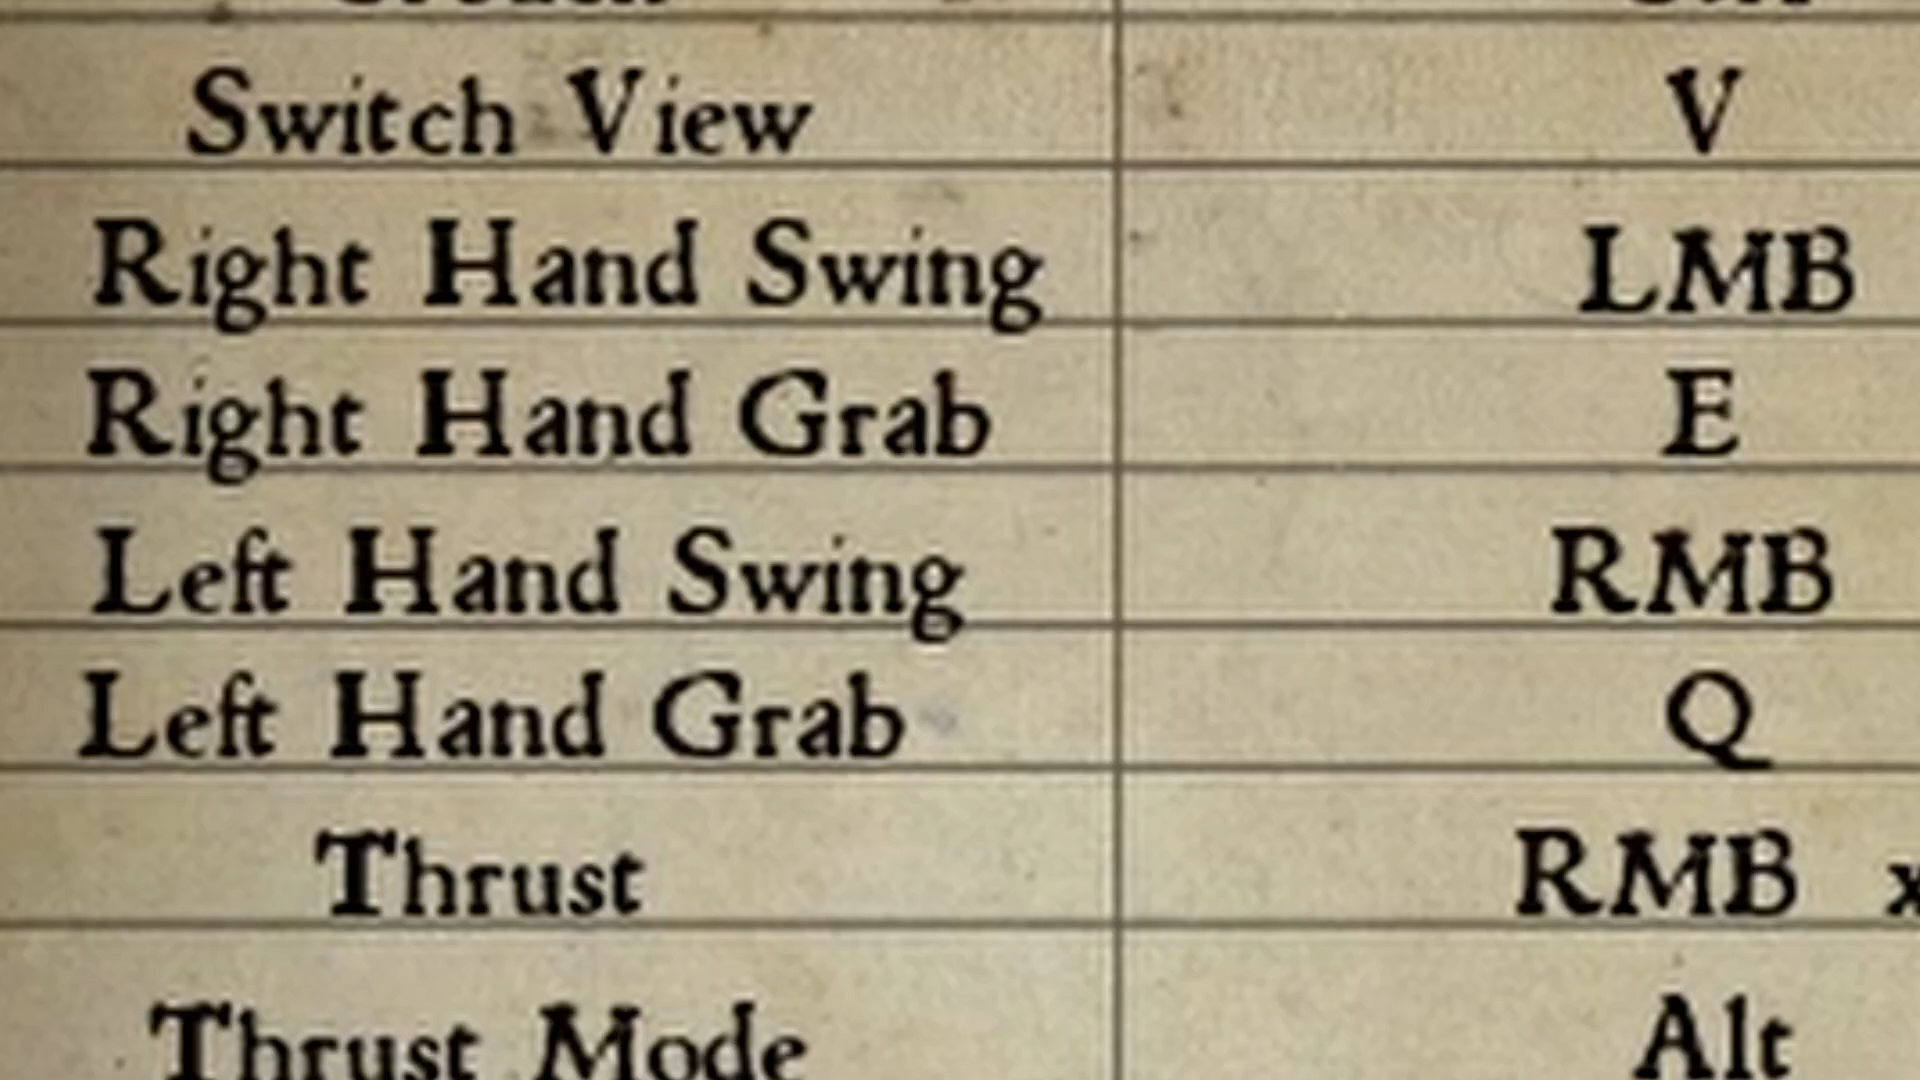 Switch View V
Right Hand Swing LMB
Right Hand Grab E
Left Hand Swing RMB
Left Hand Grab Q
Thrust RMB x
Thrust Mode Alt